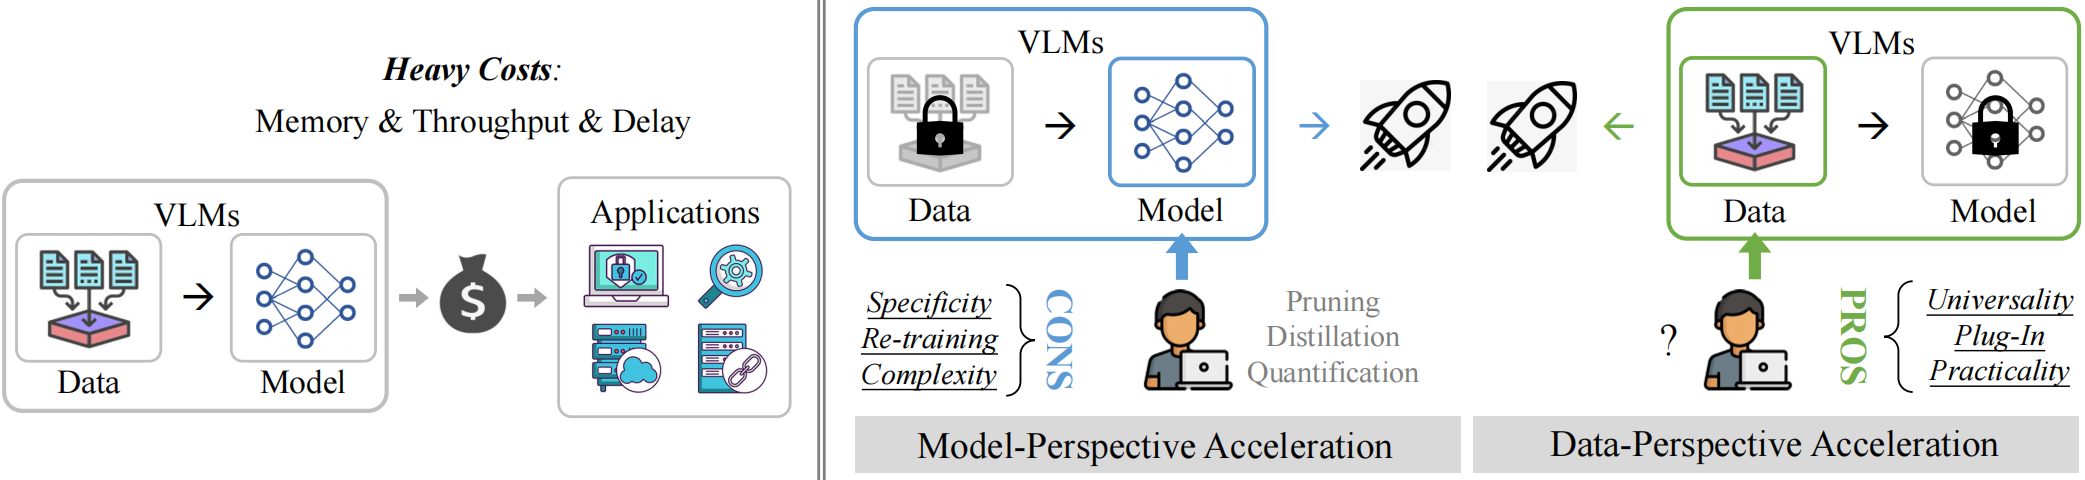 Heavy Costs:
Memory & Throughput & Delay
VLMs
Data
Model
$
Applications
VLMs
Data
Model
Specificity
Re-training
Complexity
CONS
Pruning
Distillation
Quantification
Model-Perspective Acceleration
VLMs
Data
Model
?
PROS
Universality
Plug-In
Practicality
Data-Perspective Acceleration